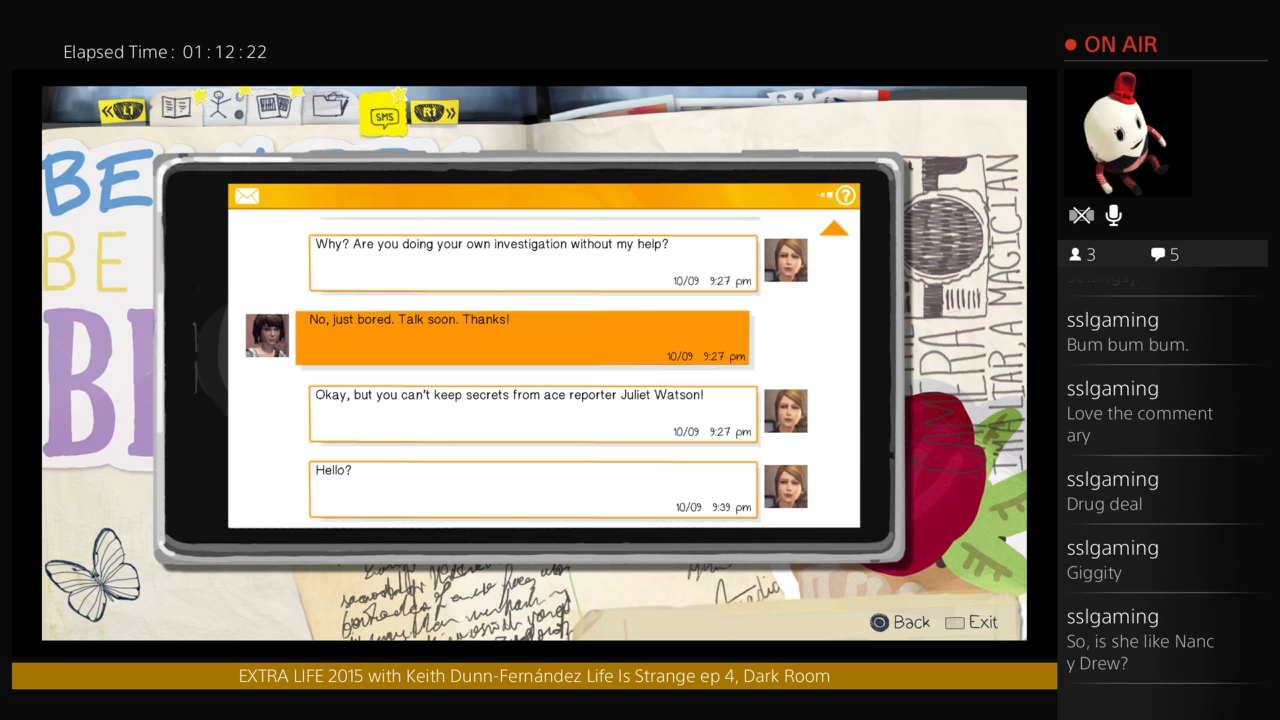 Elapsed Time: 01:12:22
ON AIR
L1
SMS
R1
BE
BE
?
Why? Are you doing your own investigation without my help?
10/09 9:27 pm
No, just bored. Talk soon. Thanks!
10/09 9:27 pm
Okay, but you can't keep secrets from ace reporter Juliet Watson!
10/09 9:27 pm
Hello?
10/09 9:39 pm
CAMERA
A MAGICIAN
Back
Exit
EXTRA LIFE 2015 with Keith Dunn-Fernández Life Is Strange ep 4, Dark Room
3
5
sslgaming
Bum bum bum.
sslgaming
Love the comment
ary
sslgaming
Drug deal
sslgaming
Giggity
sslgaming
So, is she like Nanc
y Drew?